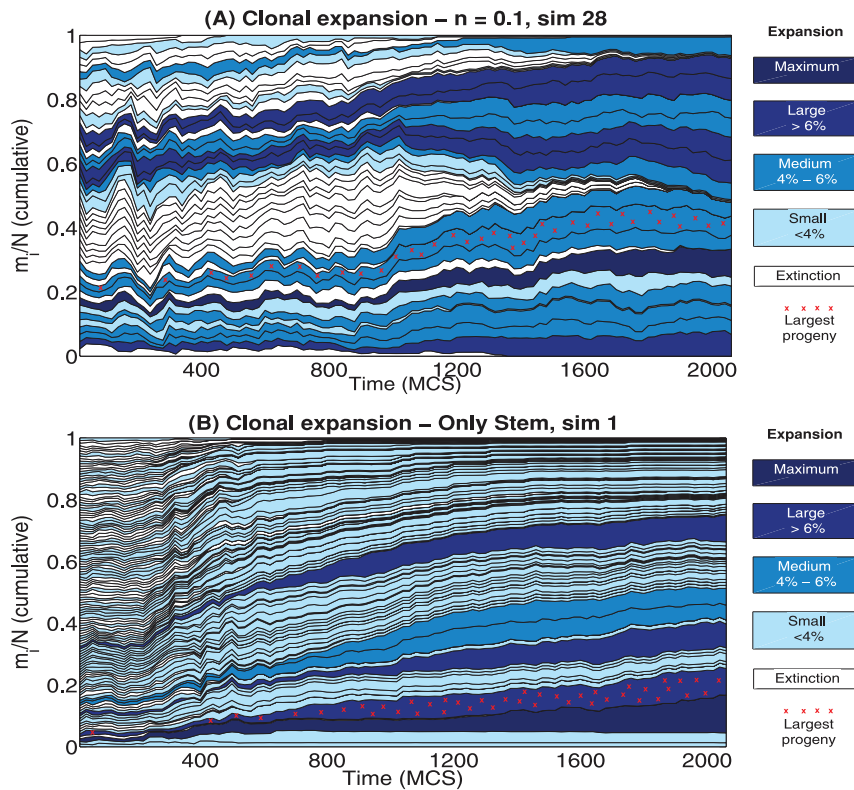 (A) Clonal expansion – n = 0.1, sim 28
1
0.8
0.6
0.4
0.2
0
m_i/N (cumulative)
400
800
1200
1600
2000
Time (MCS)
Expansion
Maximum
Large
> 6%
Medium
4% – 6%
Small
<4%
Extinction
x x x x
Largest
progeny
(B) Clonal expansion – Only Stem, sim 1
1
0.8
0.6
0.4
0.2
0
m_i/N (cumulative)
400
800
1200
1600
2000
Time (MCS)
Expansion
Maximum
Large
> 6%
Medium
4% – 6%
Small
<4%
Extinction
x x x x
Largest
progeny